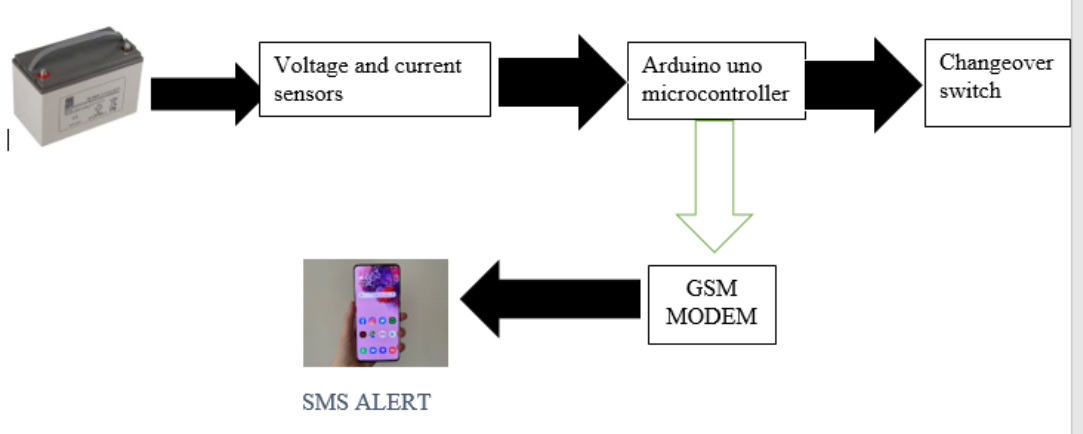 Voltage and current
sensors
Arduino uno
microcontroller
Changeover
switch
GSM
MODEM
SMS ALERT